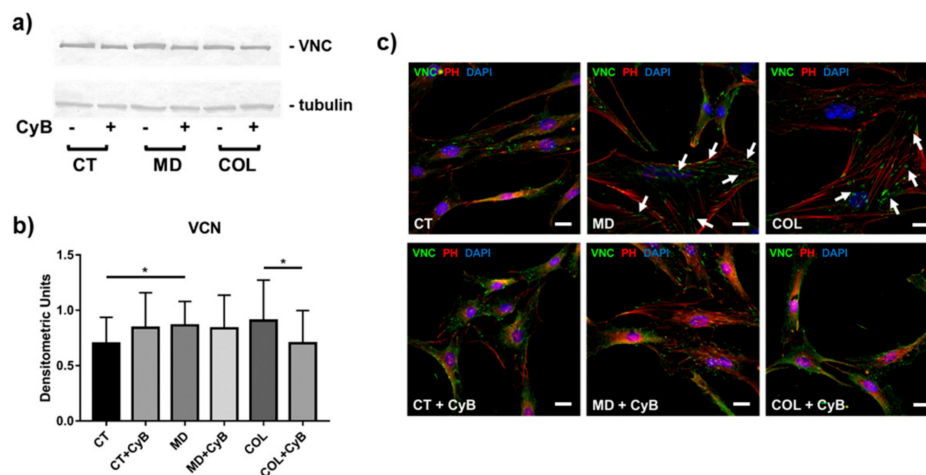 a)
- VNC
- tubulin
CyB - + - + - +
CT MD COL
b)
VCN
Densitometric Units
1.5
1.0
0.5
0.0
* *
CT CT+CyB MD MD+CyB COL COL+CyB
c)
VNC PH DAPI VNC PH DAPI VNC PH DAPI
CT MD COL
VNC PH DAPI VNC PH DAPI VNC PH DAPI
CT + CyB MD + CyB COL + CyB